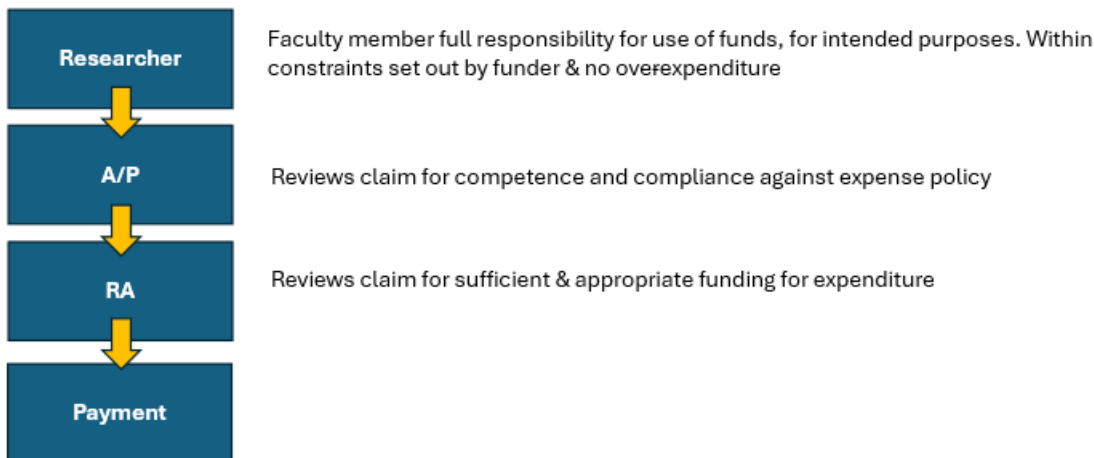 Researcher
Faculty member full responsibility for use of funds, for intended purposes. Within
constraints set out by funder & no overexpenditure
A/P
Reviews claim for competence and compliance against expense policy
RA
Reviews claim for sufficient & appropriate funding for expenditure
Payment